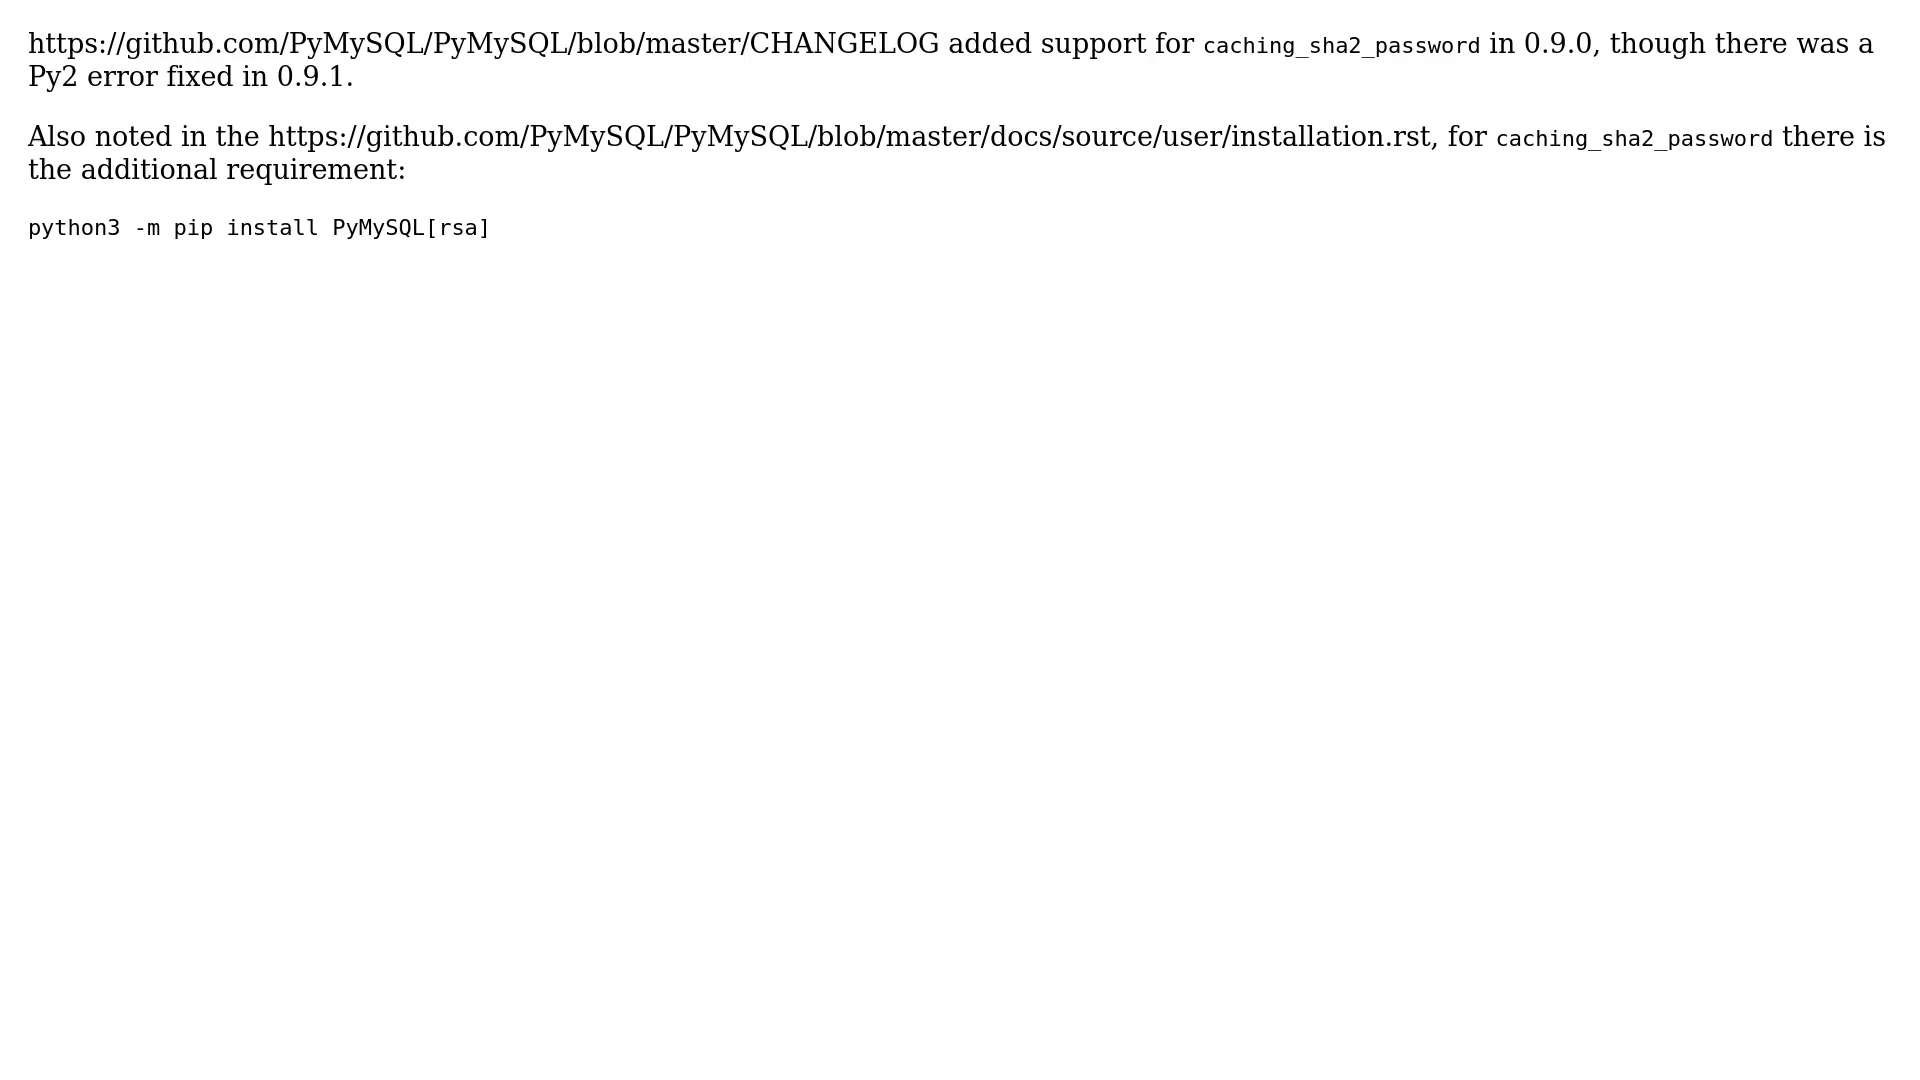 https://github.com/PyMySQL/PyMySQL/blob/master/CHANGELOG added support for caching_sha2_password in 0.9.0, though there was a
Py2 error fixed in 0.9.1.
Also noted in the https://github.com/PyMySQL/PyMySQL/blob/master/docs/source/user/installation.rst, for caching_sha2_password there is
the additional requirement:
python3 -m pip install PyMySQL[rsa]